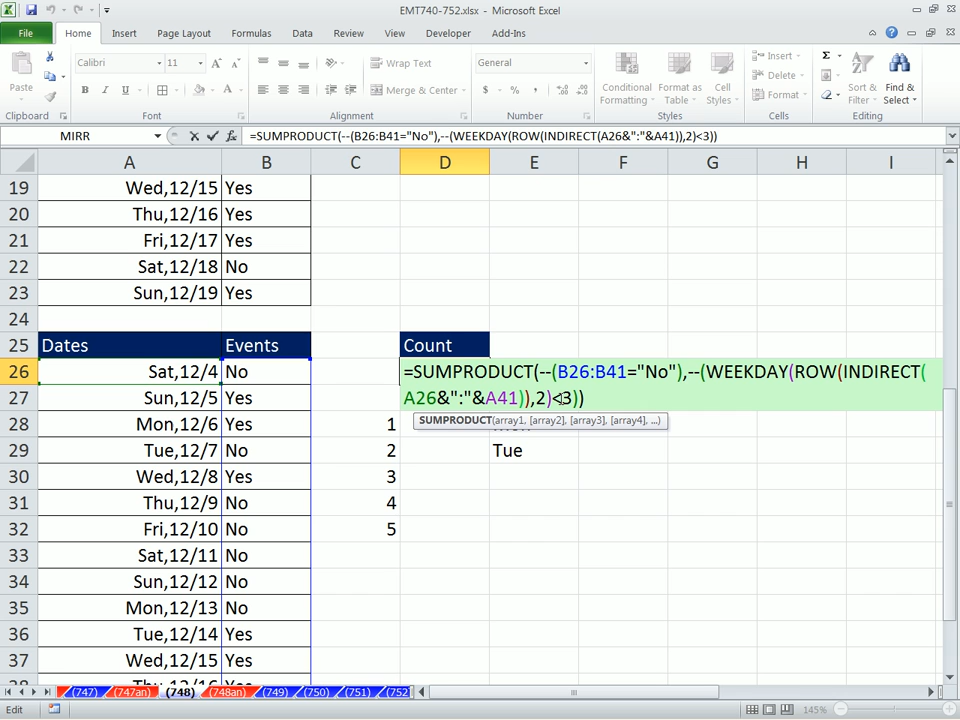 EMT740-752.xlsx - Microsoft Excel
File Home Insert Page Layout Formulas Data Review View Developer Add-Ins
Calibri 11 Wrap Text General Insert Σ
Paste B I U Merge & Center $ % , Conditional Formatting Format as Table Cell Styles Delete Format Sort & Filter Find & Select
Clipboard Font Alignment Number Styles Cells Editing
MIRR fx =SUMPRODUCT(--(B26:B41="No"),--(WEEKDAY(ROW(INDIRECT(A26&":"&A41)),2)<3))
A B C D E F G H I
19 Wed,12/15 Yes
20 Thu,12/16 Yes
21 Fri,12/17 Yes
22 Sat,12/18 No
23 Sun,12/19 Yes
24
25 Dates Events Count
26 Sat,12/4 No =SUMPRODUCT(--(B26:B41="No"),--(WEEKDAY(ROW(INDIRECT(
27 Sun,12/5 Yes A26&":"&A41)),2)<3))
28 Mon,12/6 Yes 1 SUMPRODUCT(array1, [array2], [array3], [array4], ...)
29 Tue,12/7 No 2 Tue
30 Wed,12/8 Yes 3
31 Thu,12/9 No 4
32 Fri,12/10 No 5
33 Sat,12/11 No
34 Sun,12/12 No
35 Mon,12/13 No
36 Tue,12/14 Yes
37 Wed,12/15 Yes
(747) (747an) (748) (748an) (749) (750) (751) (752
Edit 145%